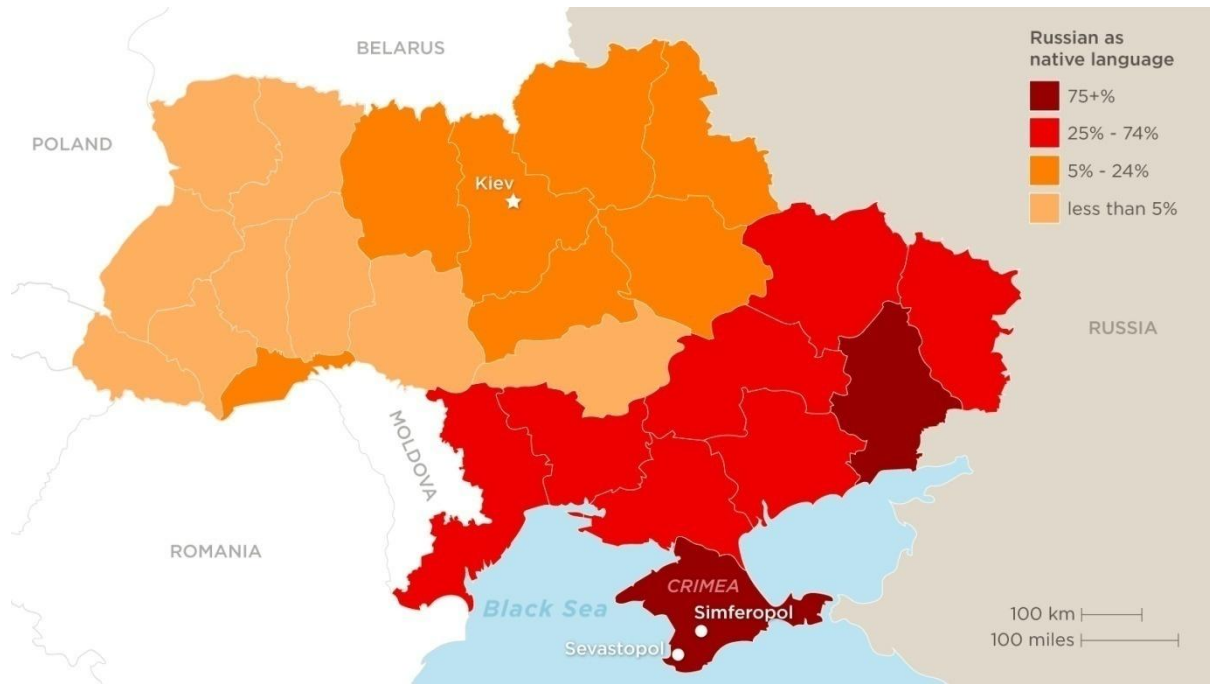 BELARUS
POLAND
Kiev
Russian as
native language
75+%
25% - 74%
5% - 24%
less than 5%
RUSSIA
MOLDOVA
ROMANIA
CRIMEA
Black Sea
Simferopol
Sevastopol
100 km
100 miles